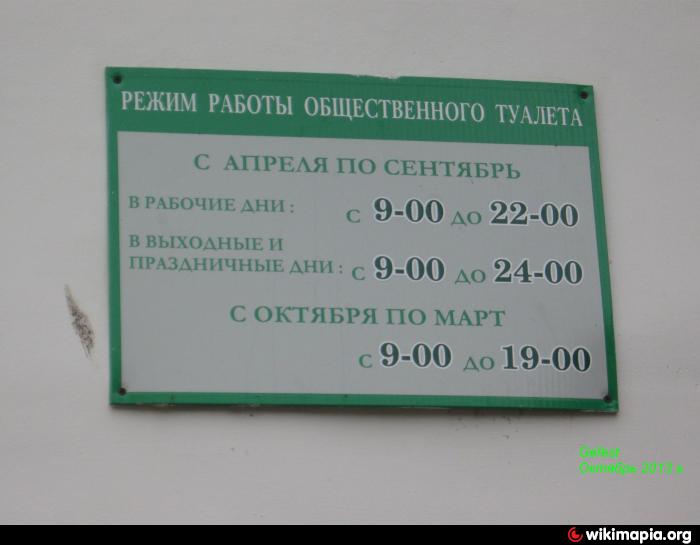 РЕЖИМ РАБОТЫ ОБЩЕСТВЕННОГО ТУАЛЕТА
С АПРЕЛЯ ПО СЕНТЯБРЬ
В РАБОЧИЕ ДНИ : С 9-00 ДО 22-00
В ВЫХОДНЫЕ И
ПРАЗДНИЧНЫЕ ДНИ : С 9-00 ДО 24-00
С ОКТЯБРЯ ПО МАРТ
С 9-00 ДО 19-00
Октябрь 2013 г
wikimapia.org